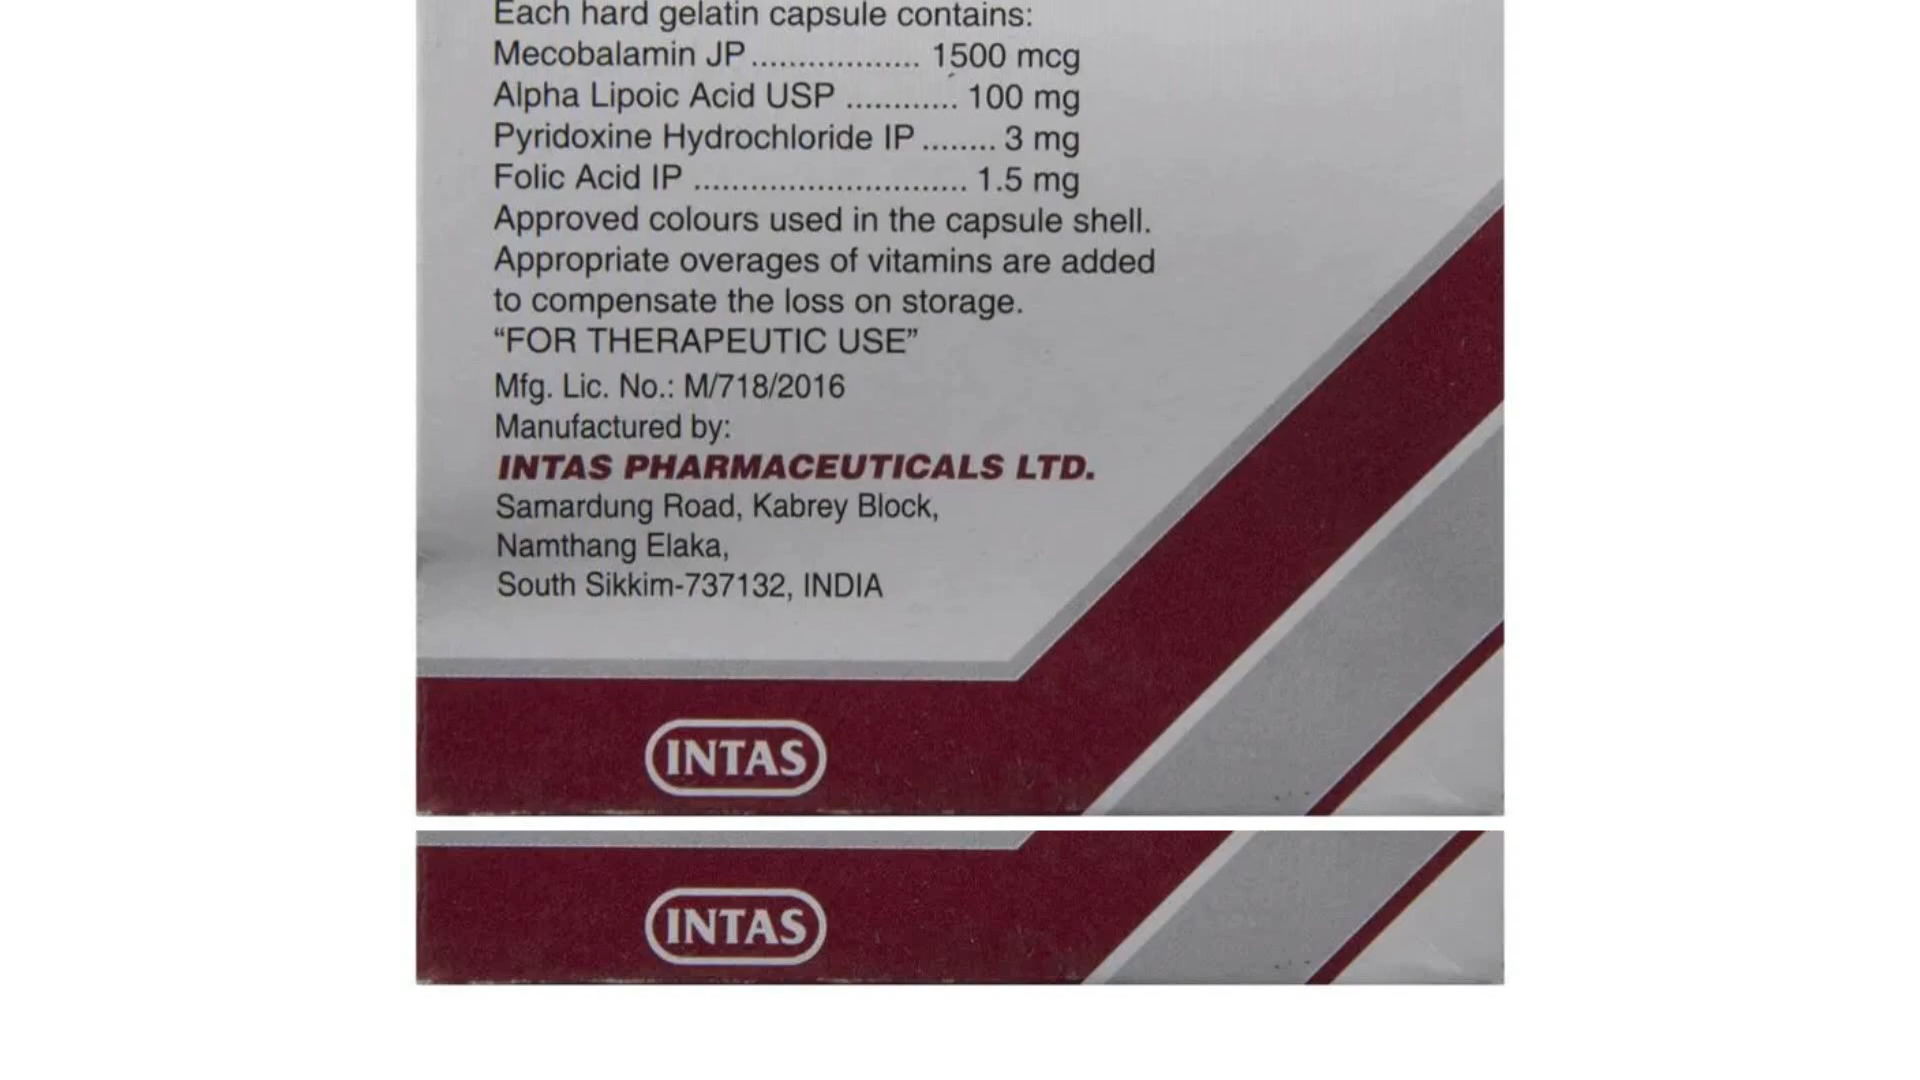 Each hard gelatin capsule contains:
Mecobalamin JP .................. 1500 mcg
Alpha Lipoic Acid USP ............ 100 mg
Pyridoxine Hydrochloride IP ........ 3 mg
Folic Acid IP ............................ 1.5 mg
Approved colours used in the capsule shell.
Appropriate overages of vitamins are added
to compensate the loss on storage.
“FOR THERAPEUTIC USE”
Mfg. Lic. No.: M/718/2016
Manufactured by:
INTAS PHARMACEUTICALS LTD.
Samardung Road, Kabrey Block,
Namthang Elaka,
South Sikkim-737132, INDIA
INTAS
INTAS